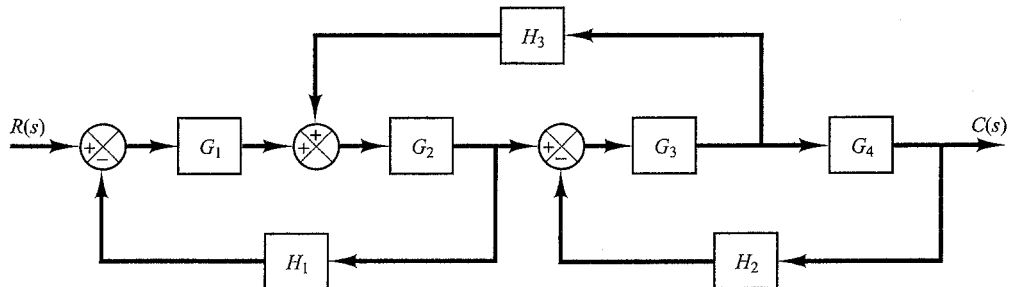 H₃
R(s)
+
−
G₁
+
+
G₂
+
−
G₃
G₄
C(s)
H₁
H₂